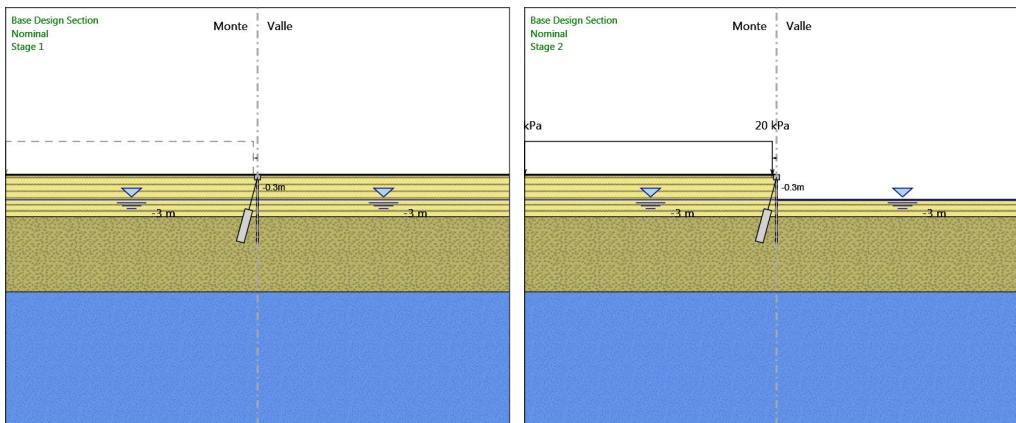 Base Design Section
Nominal
Stage 1
Monte Valle
-0.3m
-3 m
-3 m
Base Design Section
Nominal
Stage 2
Monte Valle
kPa
20 kPa
-0.3m
-3 m
-3 m